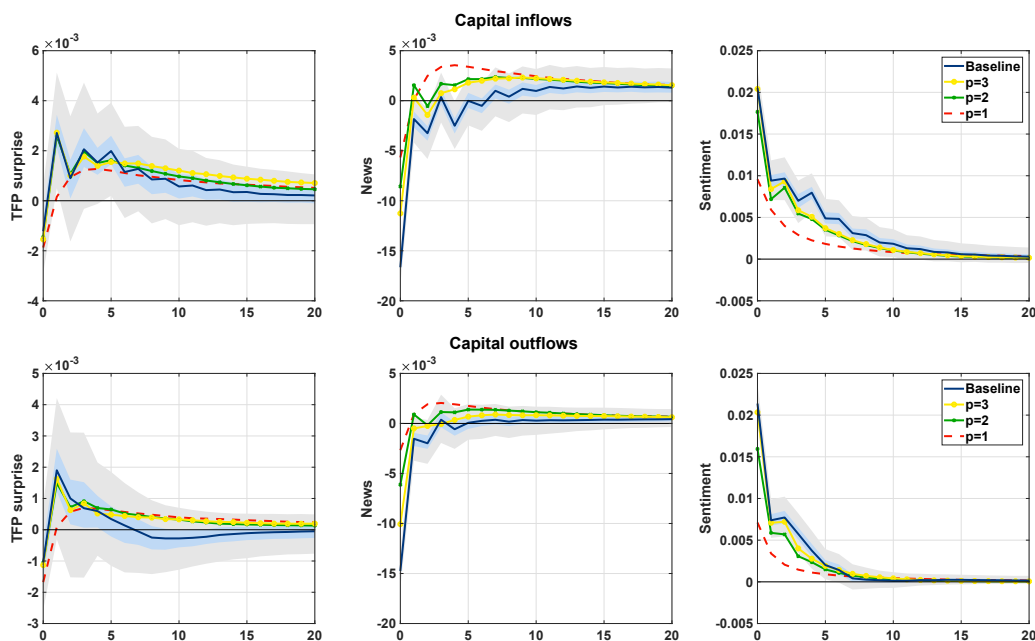 Capital inflows
×10⁻³
TFP surprise
6
4
2
0
-2
-4
0 5 10 15 20
×10⁻³
News
5
0
-5
-10
-15
-20
0 5 10 15 20
Sentiment
0.025
0.02
0.015
0.01
0.005
0
-0.005
0 5 10 15 20
Baseline
p=3
p=2
p=1
Capital outflows
×10⁻³
TFP surprise
5
4
3
2
1
0
-1
-2
-3
0 5 10 15 20
×10⁻³
News
5
0
-5
-10
-15
-20
0 5 10 15 20
Sentiment
0.025
0.02
0.015
0.01
0.005
0
-0.005
0 5 10 15 20
Baseline
p=3
p=2
p=1